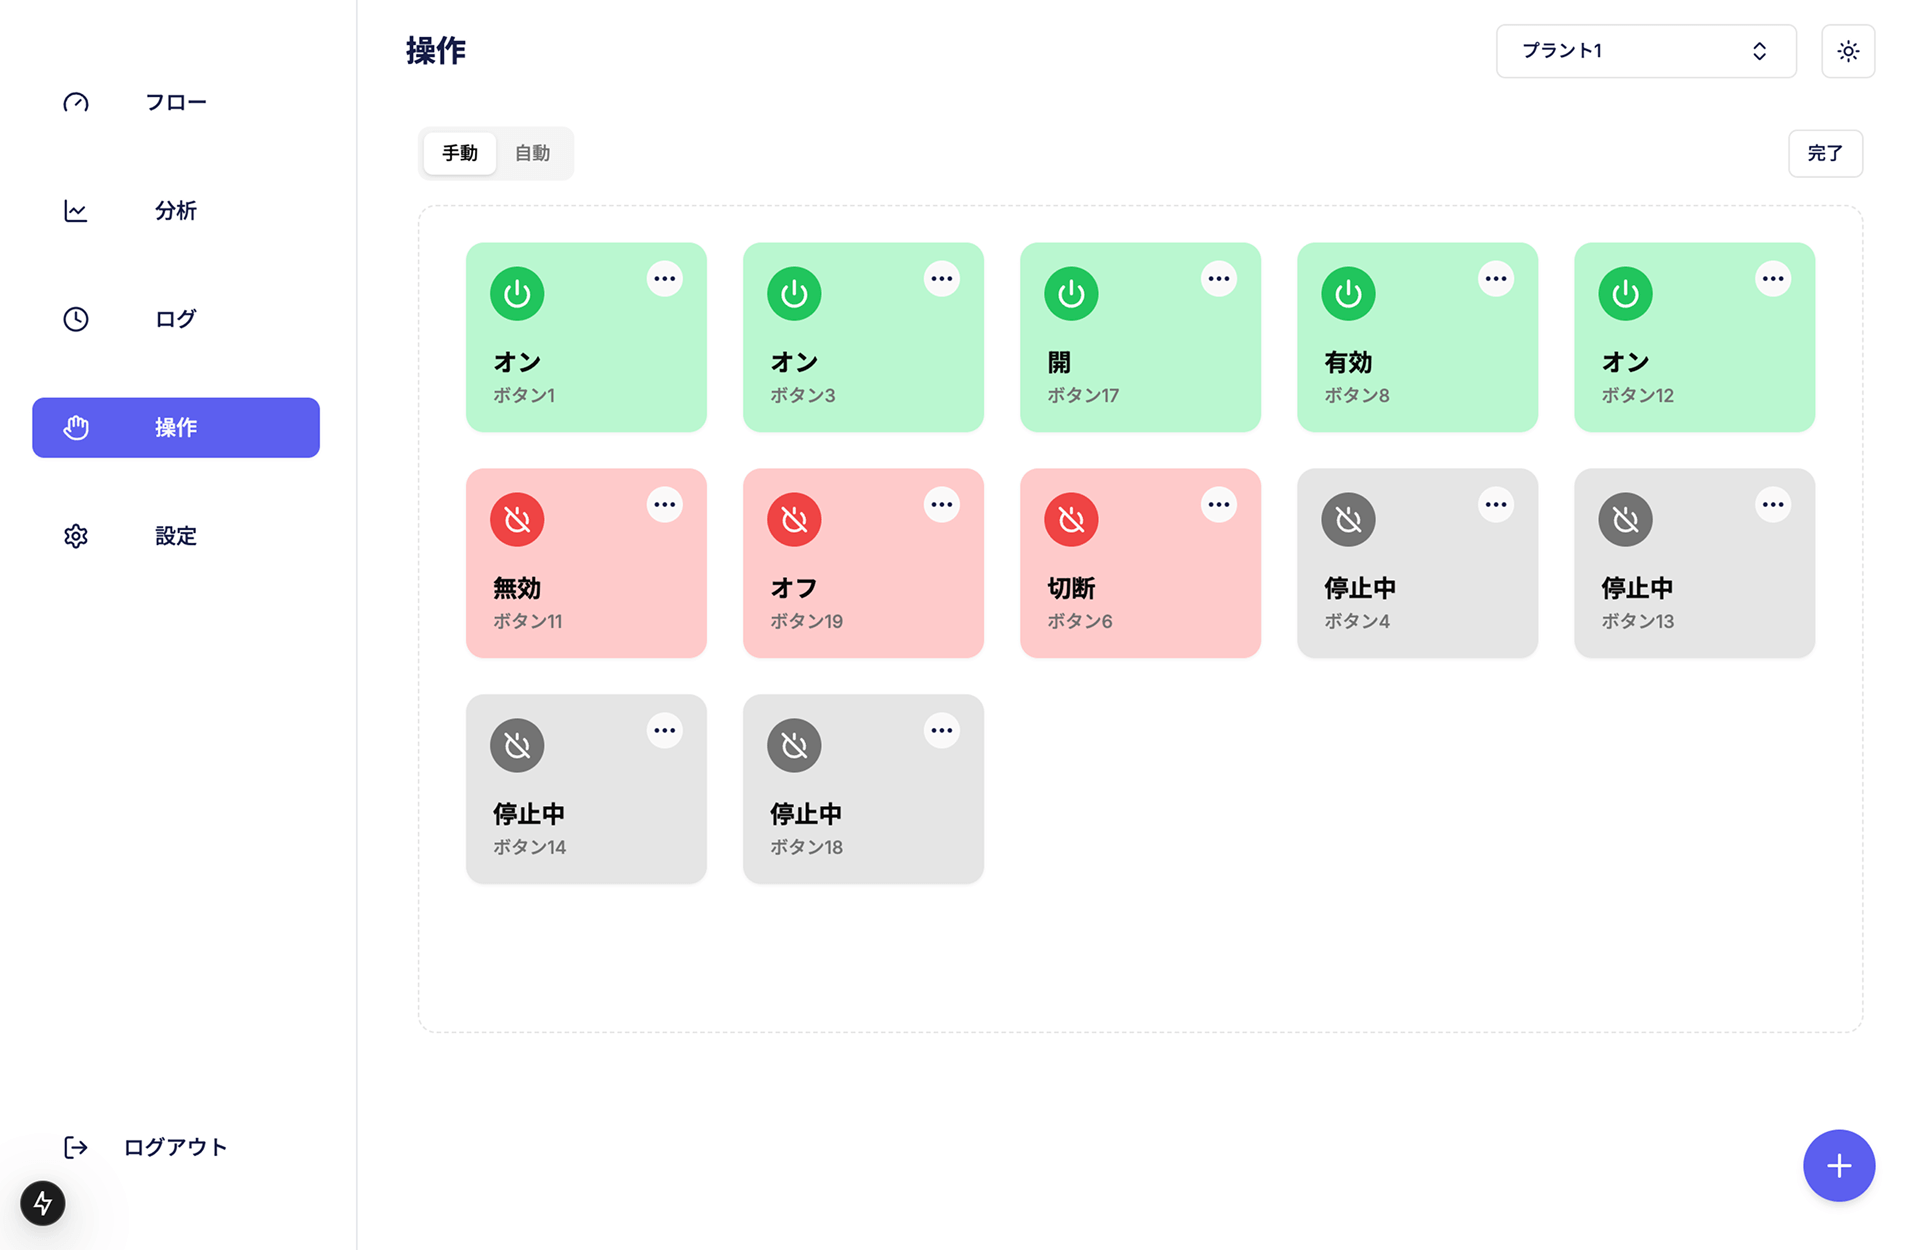 操作
プラント1
フロー
分析
ログ
操作
設定
ログアウト
手動
自動
完了
オン
ボタン1
オン
ボタン3
開
ボタン17
有効
ボタン8
オン
ボタン12
無効
ボタン11
オフ
ボタン19
切断
ボタン6
停止中
ボタン4
停止中
ボタン13
停止中
ボタン14
停止中
ボタン18